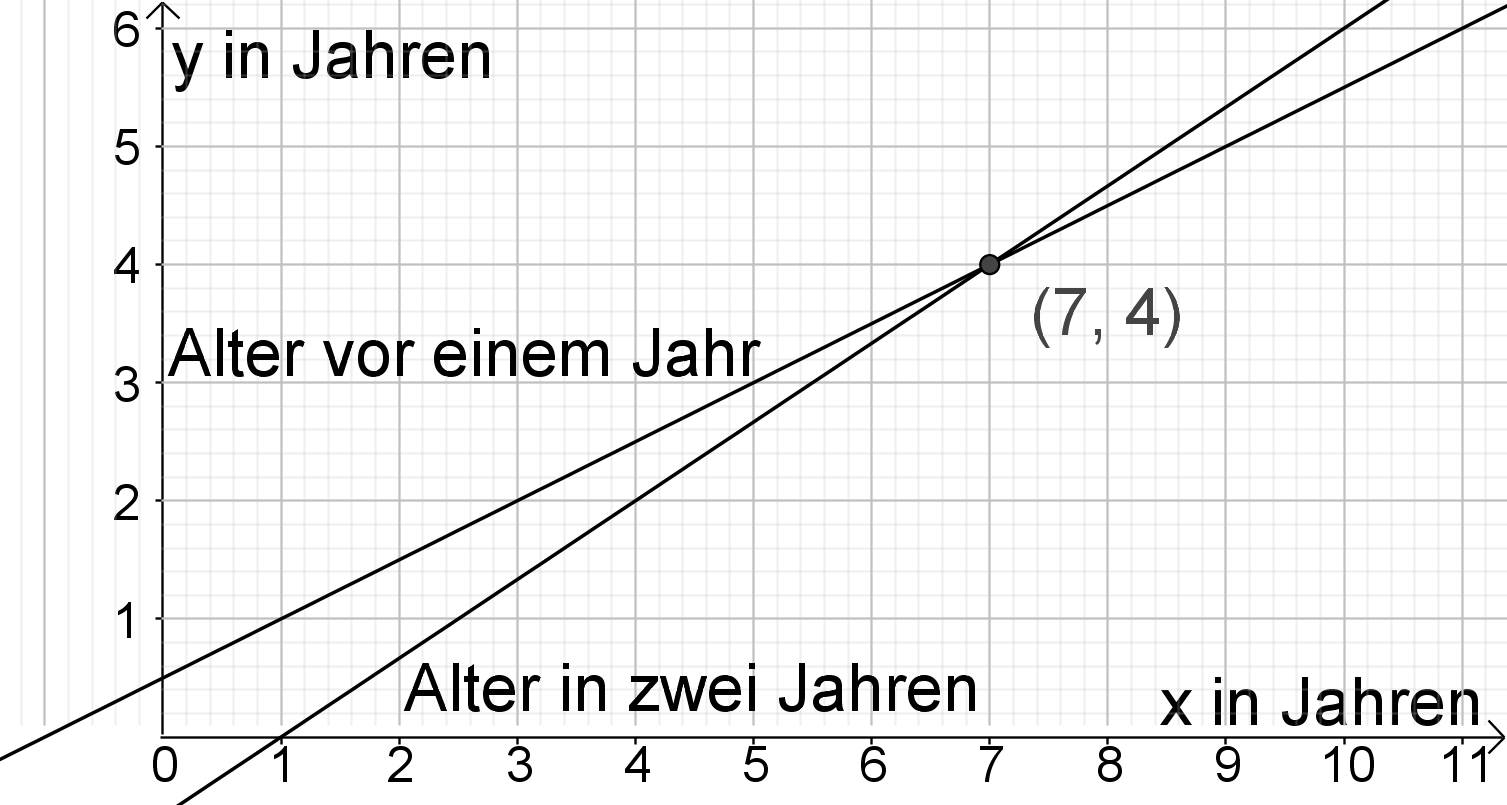 6
y in Jahren
5
4
(7, 4)
Alter vor einem Jahr
3
2
1
Alter in zwei Jahren
x in Jahren
0 1 2 3 4 5 6 7 8 9 10 11